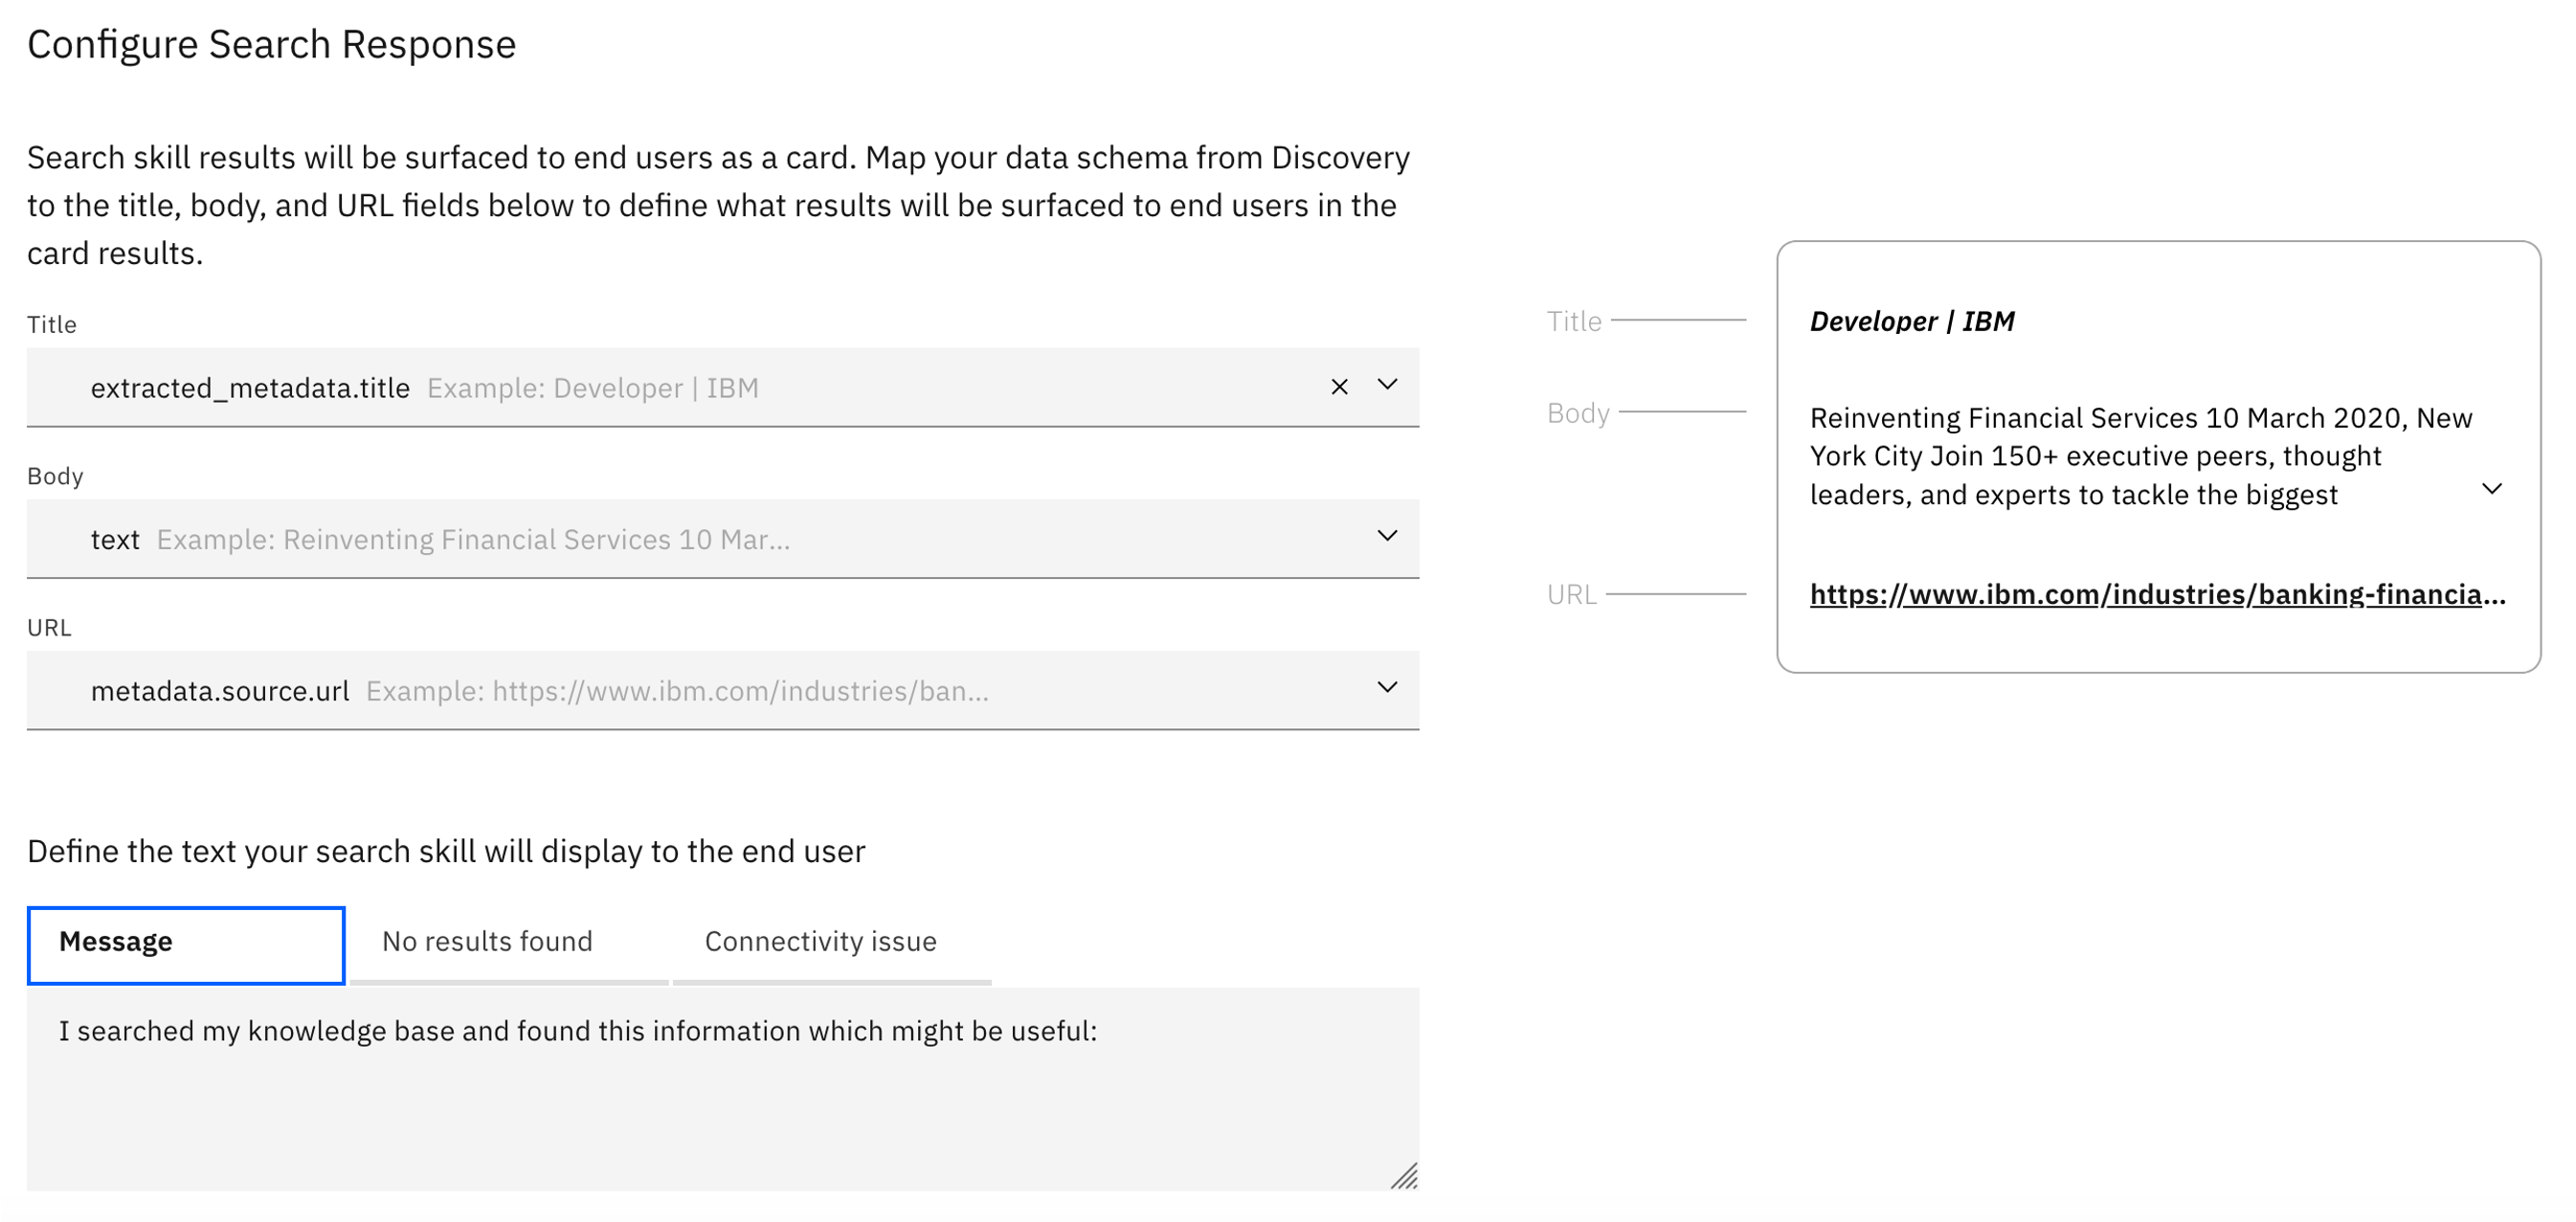 Configure Search Response
Search skill results will be surfaced to end users as a card. Map your data schema from Discovery
to the title, body, and URL fields below to define what results will be surfaced to end users in the
card results.
Title
extracted_metadata.title Example: Developer | IBM
Body
text Example: Reinventing Financial Services 10 Mar...
URL
metadata.source.url Example: https://www.ibm.com/industries/ban...
Title
Developer | IBM
Body
Reinventing Financial Services 10 March 2020, New
York City Join 150+ executive peers, thought
leaders, and experts to tackle the biggest
URL
https://www.ibm.com/industries/banking-financia...
Define the text your search skill will display to the end user
Message No results found Connectivity issue
I searched my knowledge base and found this information which might be useful: